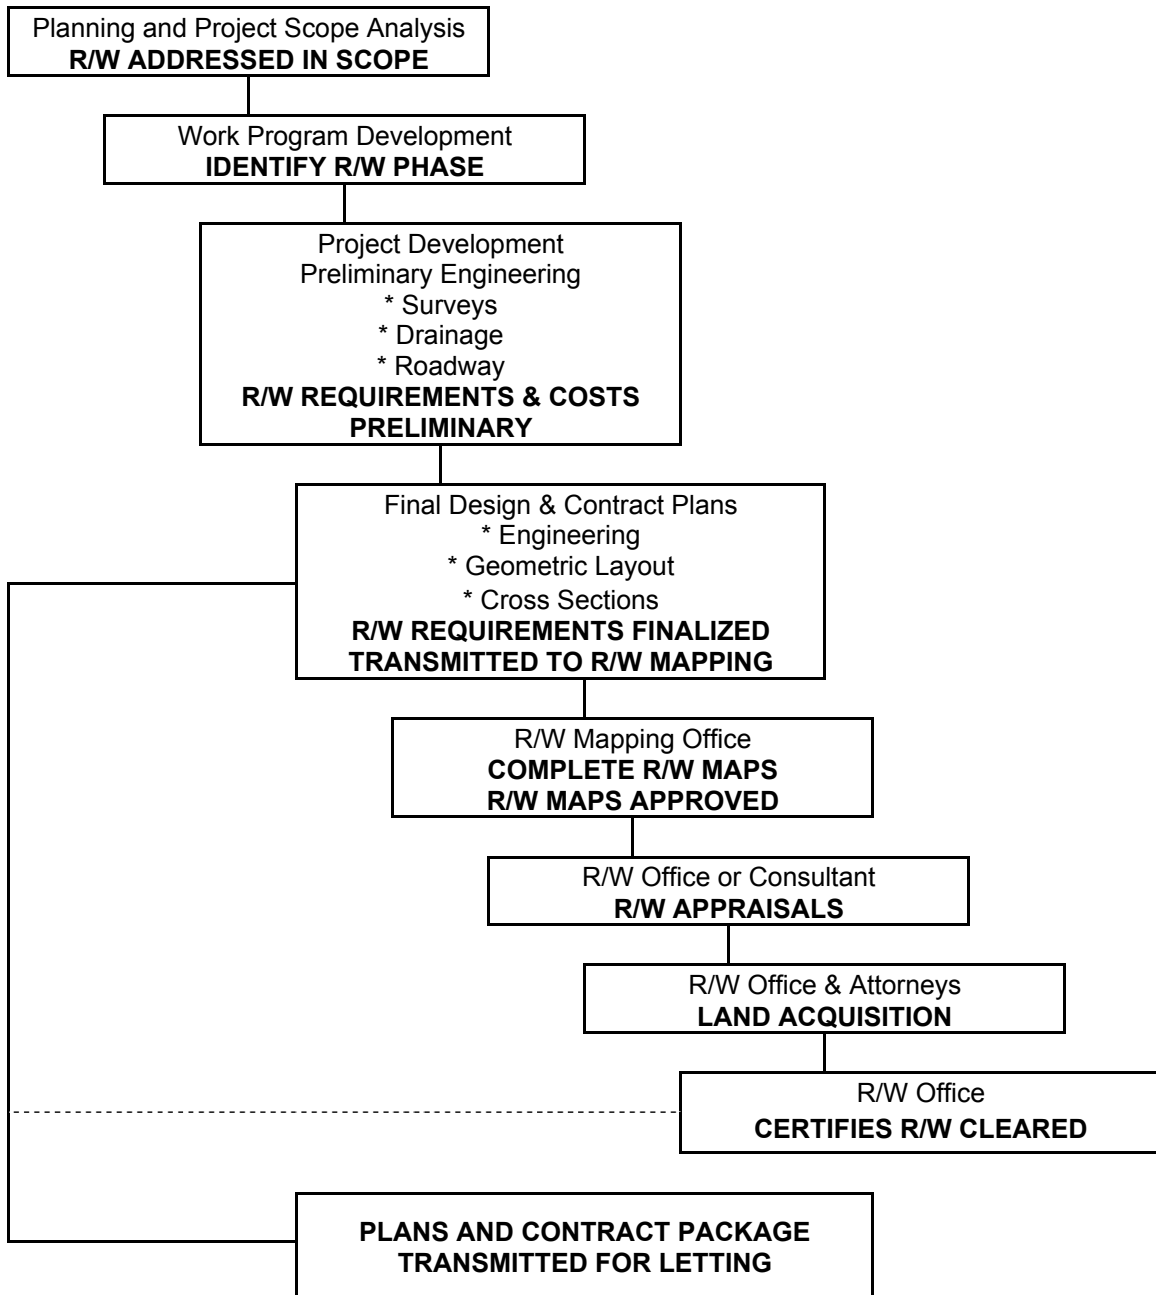 Planning and Project Scope Analysis
R/W ADDRESSED IN SCOPE
Work Program Development
IDENTIFY R/W PHASE
Project Development
Preliminary Engineering
* Surveys
* Drainage
* Roadway
R/W REQUIREMENTS & COSTS
PRELIMINARY
Final Design & Contract Plans
* Engineering
* Geometric Layout
* Cross Sections
R/W REQUIREMENTS FINALIZED
TRANSMITTED TO R/W MAPPING
R/W Mapping Office
COMPLETE R/W MAPS
R/W MAPS APPROVED
R/W Office or Consultant
R/W APPRAISALS
R/W Office & Attorneys
LAND ACQUISITION
R/W Office
CERTIFIES R/W CLEARED
PLANS AND CONTRACT PACKAGE
TRANSMITTED FOR LETTING